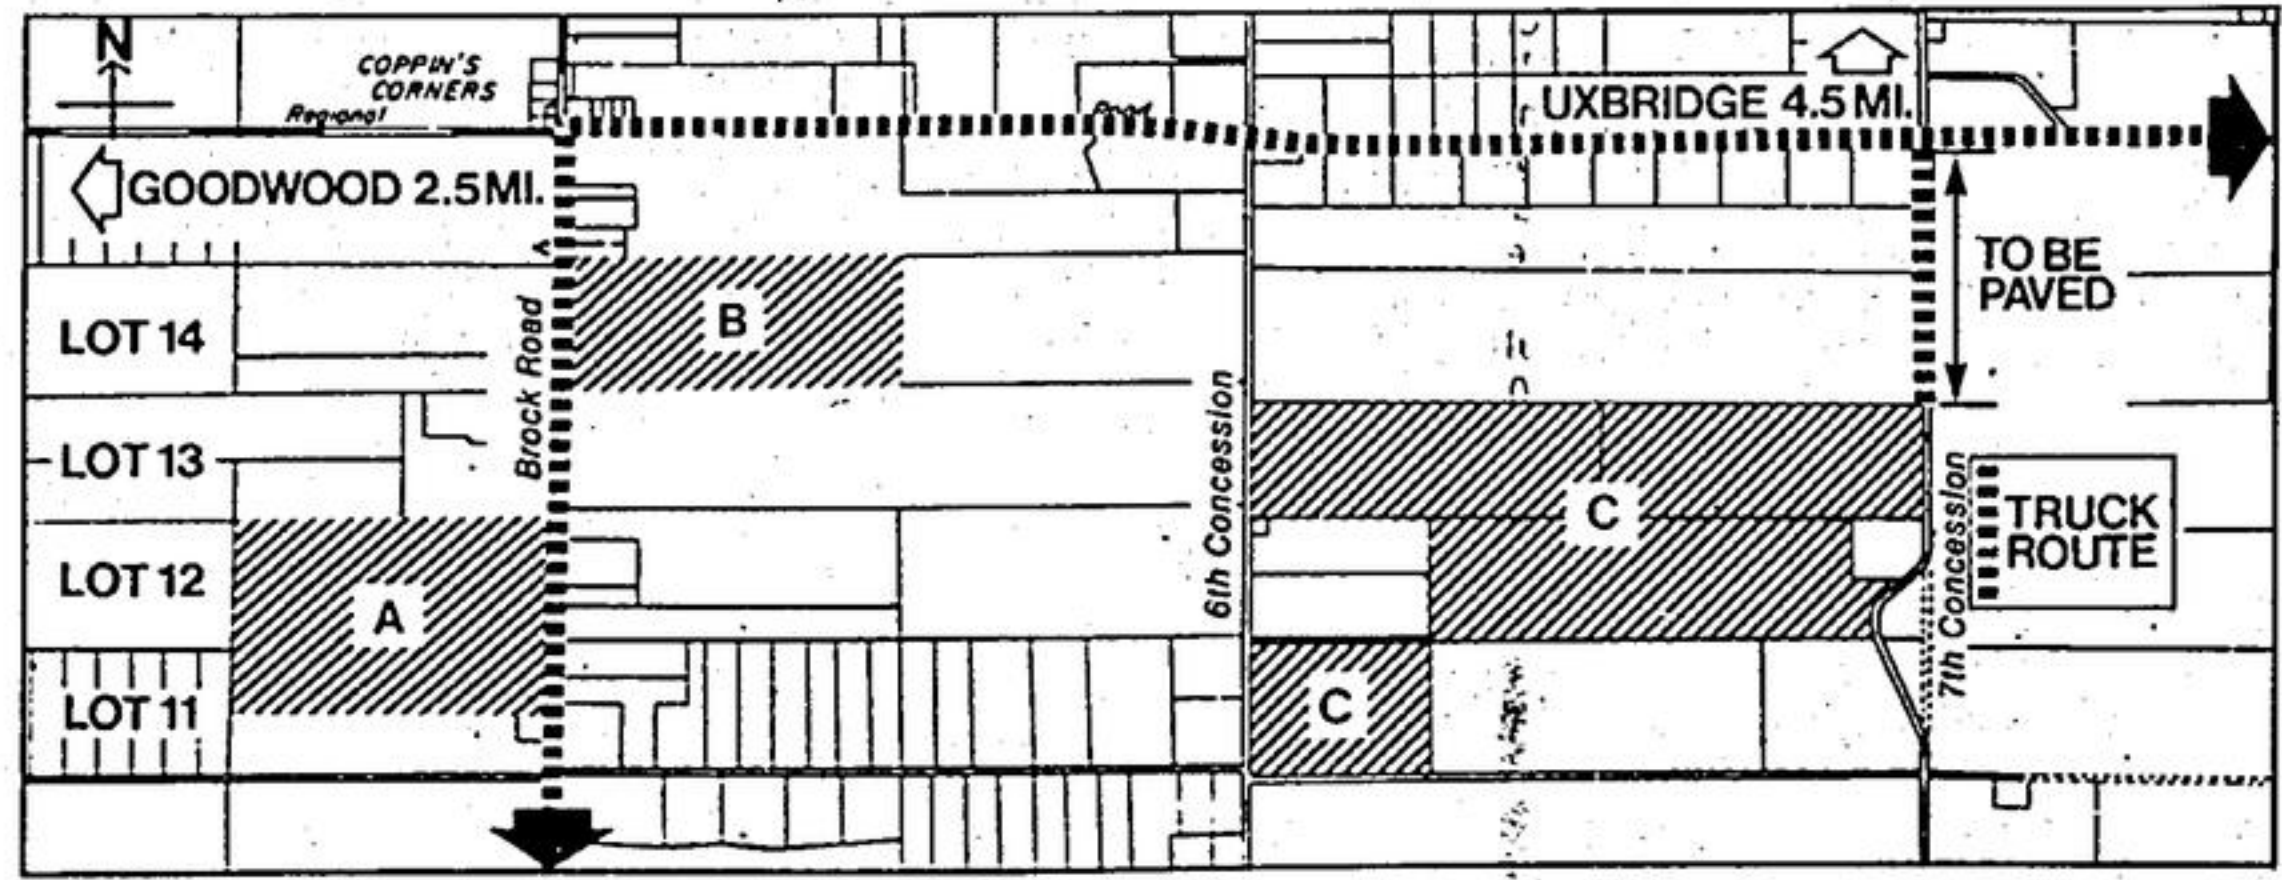 N
COPPIN'S
CORNERS
Regional
Road
UXBRIDGE 4.5 MI.
GOODWOOD 2.5 MI.
TO BE
PAVED
LOT 14
B
Brock Road
LOT 13
6th Concession
C
7th Concession
TRUCK
ROUTE
LOT 12
A
LOT 11
C